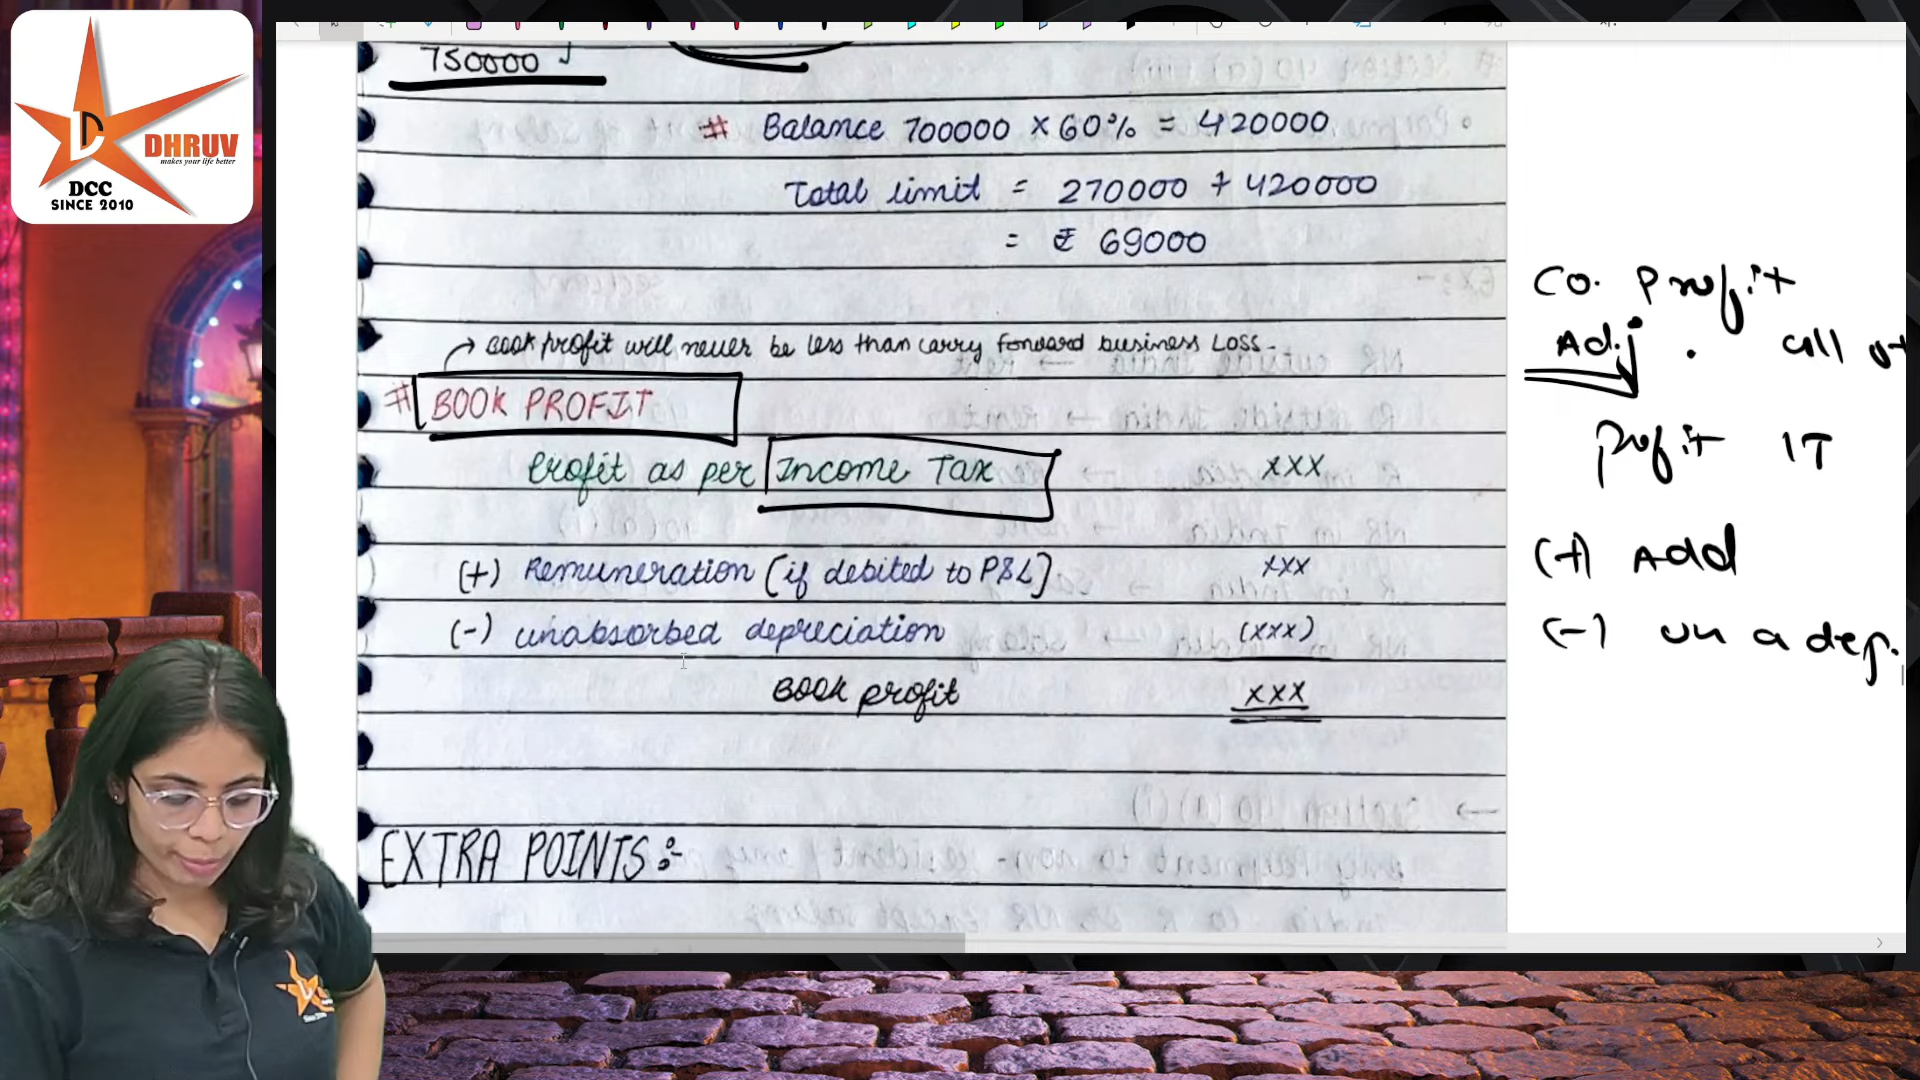 DHRUV
makes your life better
DCC
SINCE 2010
750000
# Balance 700000 × 60% = 420000
Total limit = 270000 + 420000
= ₹ 69000
→ Book profit will never be less than carry forward business Loss.
# BOOK PROFIT
Profit as per Income Tax XXX
(+) Remuneration (if debited to P&L) XXX
(-) unabsorbed depreciation (XXX)
Book profit XXX
EXTRA POINTS:-
Co. Profit
Adj. all
Profit IT
(+) Add
(-) un a dep.